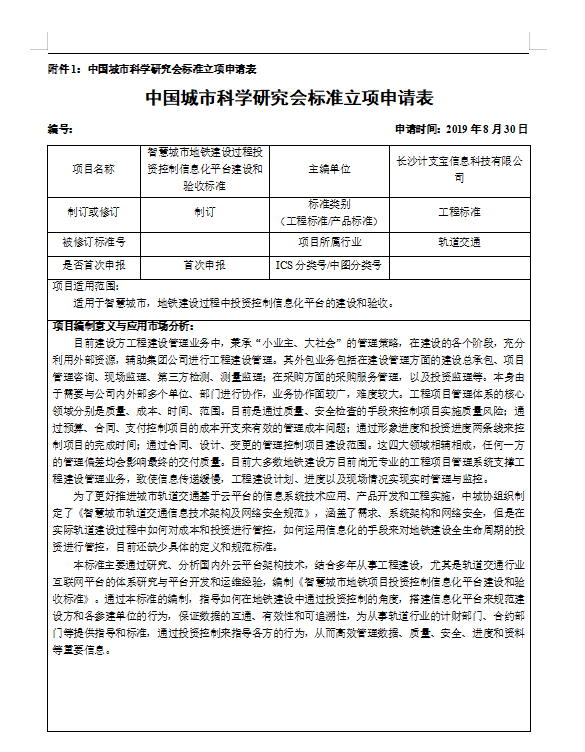 附件1：中国城市科学研究会标准立项申请表
中国城市科学研究会标准立项申请表
编号：
申请时间：2019年8月30日
项目名称
智慧城市地铁建设过程投
资控制信息化平台建设和
验收标准
主编单位
长沙计支宝信息科技有限公
司
制订或修订
制订
标准类别
（工程标准/产品标准）
工程标准
被修订标准号
项目所属行业
轨道交通
是否首次申报
首次申报
ICS分类号/中图分类号
项目适用范围：
适用于智慧城市，地铁建设过程中投资控制信息化平台的建设和验收。
项目编制意义与应用市场分析：
目前建设方工程建设管理业务中，秉承“小业主、大社会”的管理策略，在建设的各个阶段，充分
利用外部资源，辅助集团公司进行工程建设管理。其外包业务包括在建设管理方面的建设总承包、项目
管理咨询、现场监理、第三方检测、测量监理；在采购方面的采购服务管理，以及投资监理等。本身由
于需要与公司内外部多个单位、部门进行协作，业务协作面较广，难度较大。工程项目管理体系的核心
领域分别是质量、成本、时间、范围。目前是通过质量、安全检查的手段来控制项目实施质量风险；通
过预算、合同、支付控制项目的成本开支来有效的管理成本问题；通过形象进度和投资进度两条线来控
制项目的完成时间；通过合同、设计、变更的管理控制项目建设范围。这四大领域相辅相成，任何一方
的管理偏差均会影响最终的交付质量。目前大多数地铁建设方目前尚无专业的工程项目管理系统支撑工
程建设管理业务，致使信息传递缓慢，工程建设计划、进度以及现场情况实现实时管理与监控。
为了更好推进城市轨道交通基于云平台的信息系统技术应用、产品开发和工程实施，中城协组织制
定了《智慧城市轨道交通信息技术架构及网络安全规范》，涵盖了需求、系统架构和网络安全，但是在
实际轨道建设过程中如何对成本和投资进行管控，如何运用信息化的手段来对地铁建设全生命周期的投
资进行管控，目前还缺少具体的定义和规范标准。
本标准主要通过研究、分析国内外云平台架构技术，结合多年从事工程建设，尤其是轨道交通行业
互联网平台的体系研究与平台开发和运维经验，编制《智慧城市地铁项目投资控制信息化平台建设和验
收标准》。通过本标准的编制，指导如何在地铁建设中通过投资控制的角度，搭建信息化平台来规范建
设方和各参建单位的行为，保证数据的互通、有效性和可追溯性，为从事轨道行业的计财部门、合约部
门等提供指导和标准，通过投资控制来指导各方的行为，从而高效管理数据、质量、安全、进度和资料
等重要信息。